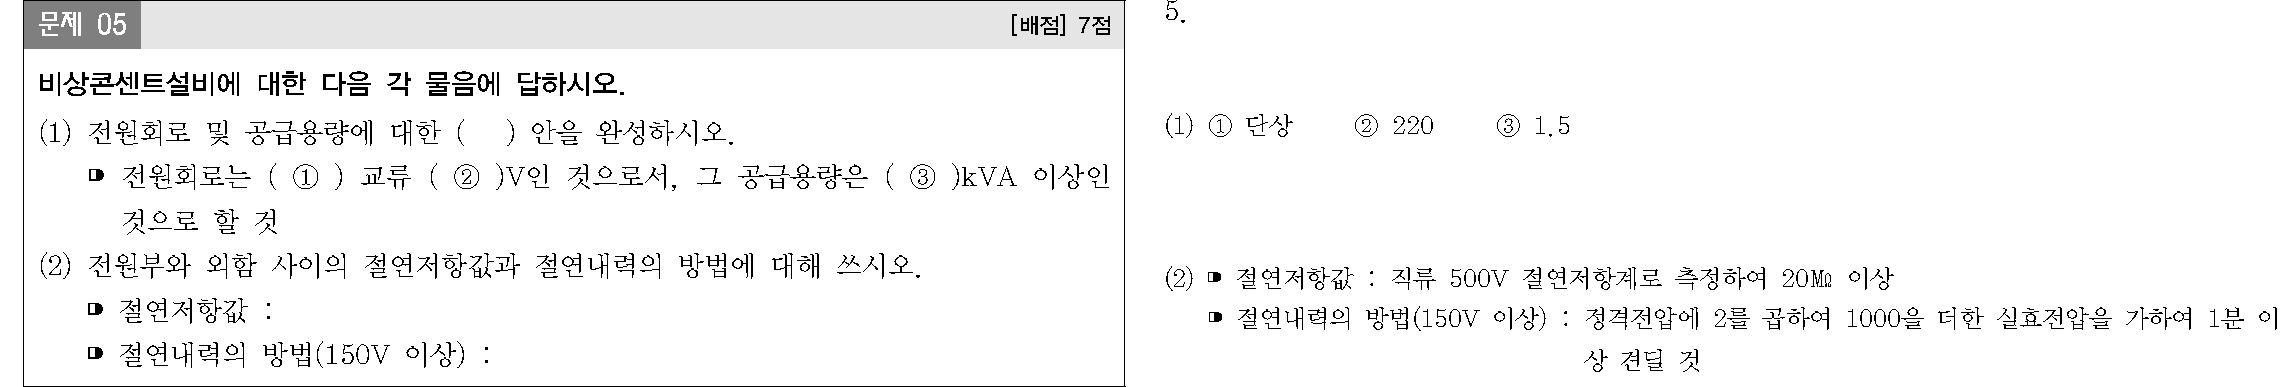 문제 05
[배점] 7점
비상콘센트설비에 대한 다음 각 물음에 답하시오.
(1) 전원회로 및 공급용량에 대한 (   ) 안을 완성하시오.
전원회로는 ( ① ) 교류 ( ② )V인 것으로서, 그 공급용량은 ( ③ )kVA 이상인
것으로 할 것
(2) 전원부와 외함 사이의 절연저항값과 절연내력의 방법에 대해 쓰시오.
절연저항값 :
절연내력의 방법(150V 이상) :
5.
(1) ① 단상 ② 220 ③ 1.5
(2) 절연저항값 : 직류 500V 절연저항계로 측정하여 20㏁ 이상
절연내력의 방법(150V 이상) : 정격전압에 2를 곱하여 1000을 더한 실효전압을 가하여 1분 이
상 견딜 것